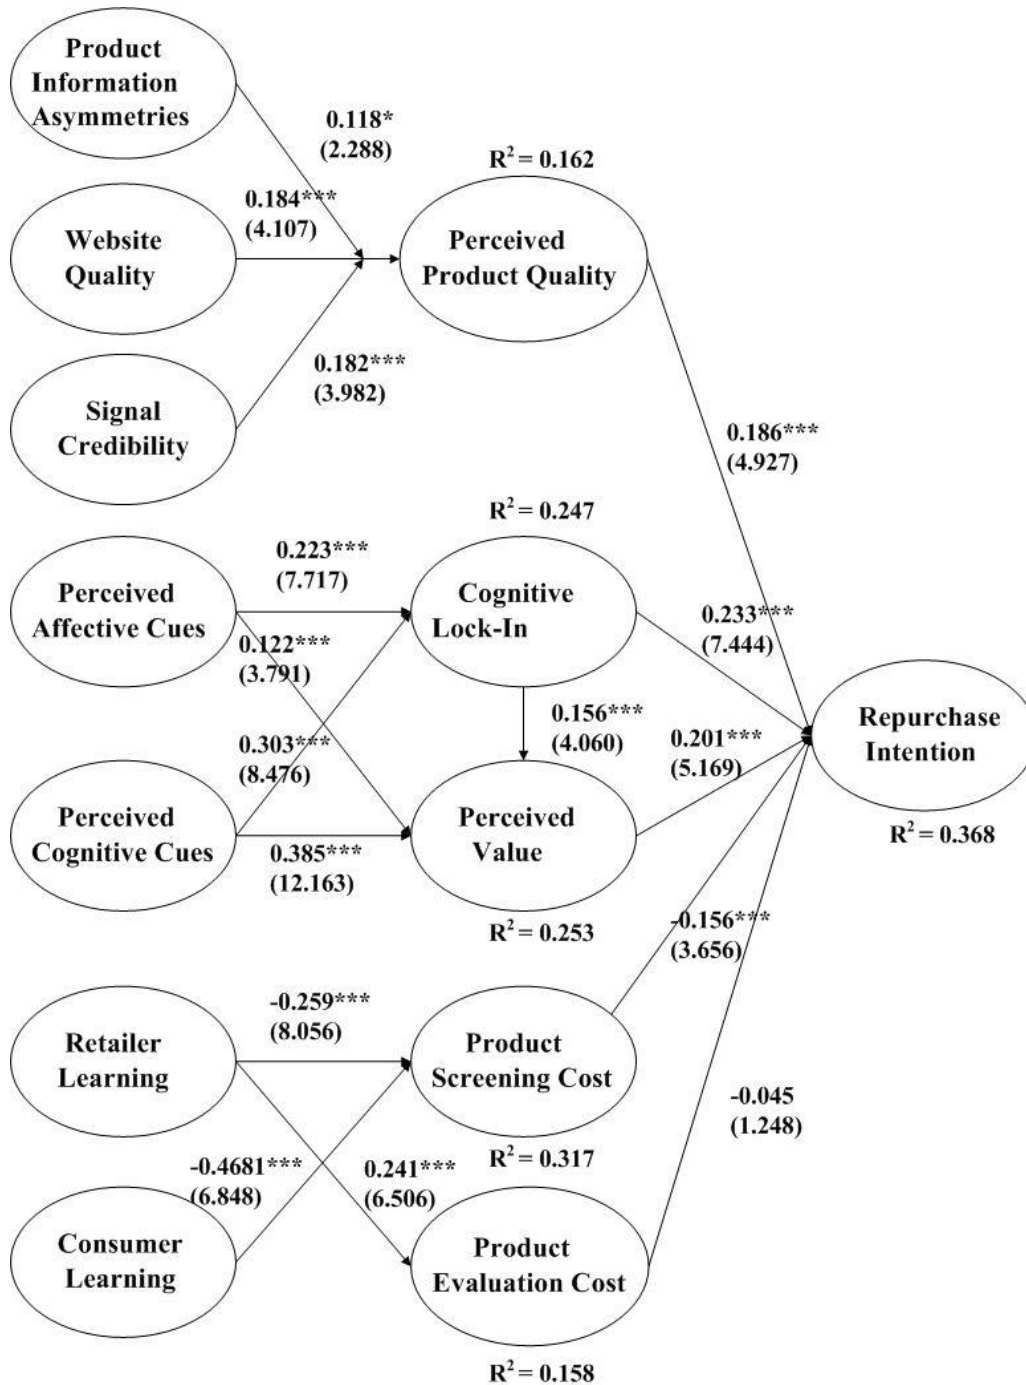 Product
Information
Asymmetries
0.118*
(2.288)
R² = 0.162
0.184***
(4.107)
Website
Quality
Perceived
Product Quality
0.182***
(3.982)
Signal
Credibility
0.186***
(4.927)
R² = 0.247
0.223***
(7.717)
Perceived
Affective Cues
Cognitive
Lock-In
0.122***
(3.791)
0.233***
(7.444)
0.156***
(4.060)
Repurchase
Intention
R² = 0.368
0.303***
(8.476)
0.201***
(5.169)
Perceived
Cognitive Cues
Perceived
Value
0.385***
(12.163)
R² = 0.253
-0.156***
(3.656)
-0.259***
(8.056)
Retailer
Learning
Product
Screening Cost
-0.045
(1.248)
R² = 0.317
-0.4681***
(6.848)
0.241***
(6.506)
Consumer
Learning
Product
Evaluation Cost
R² = 0.158